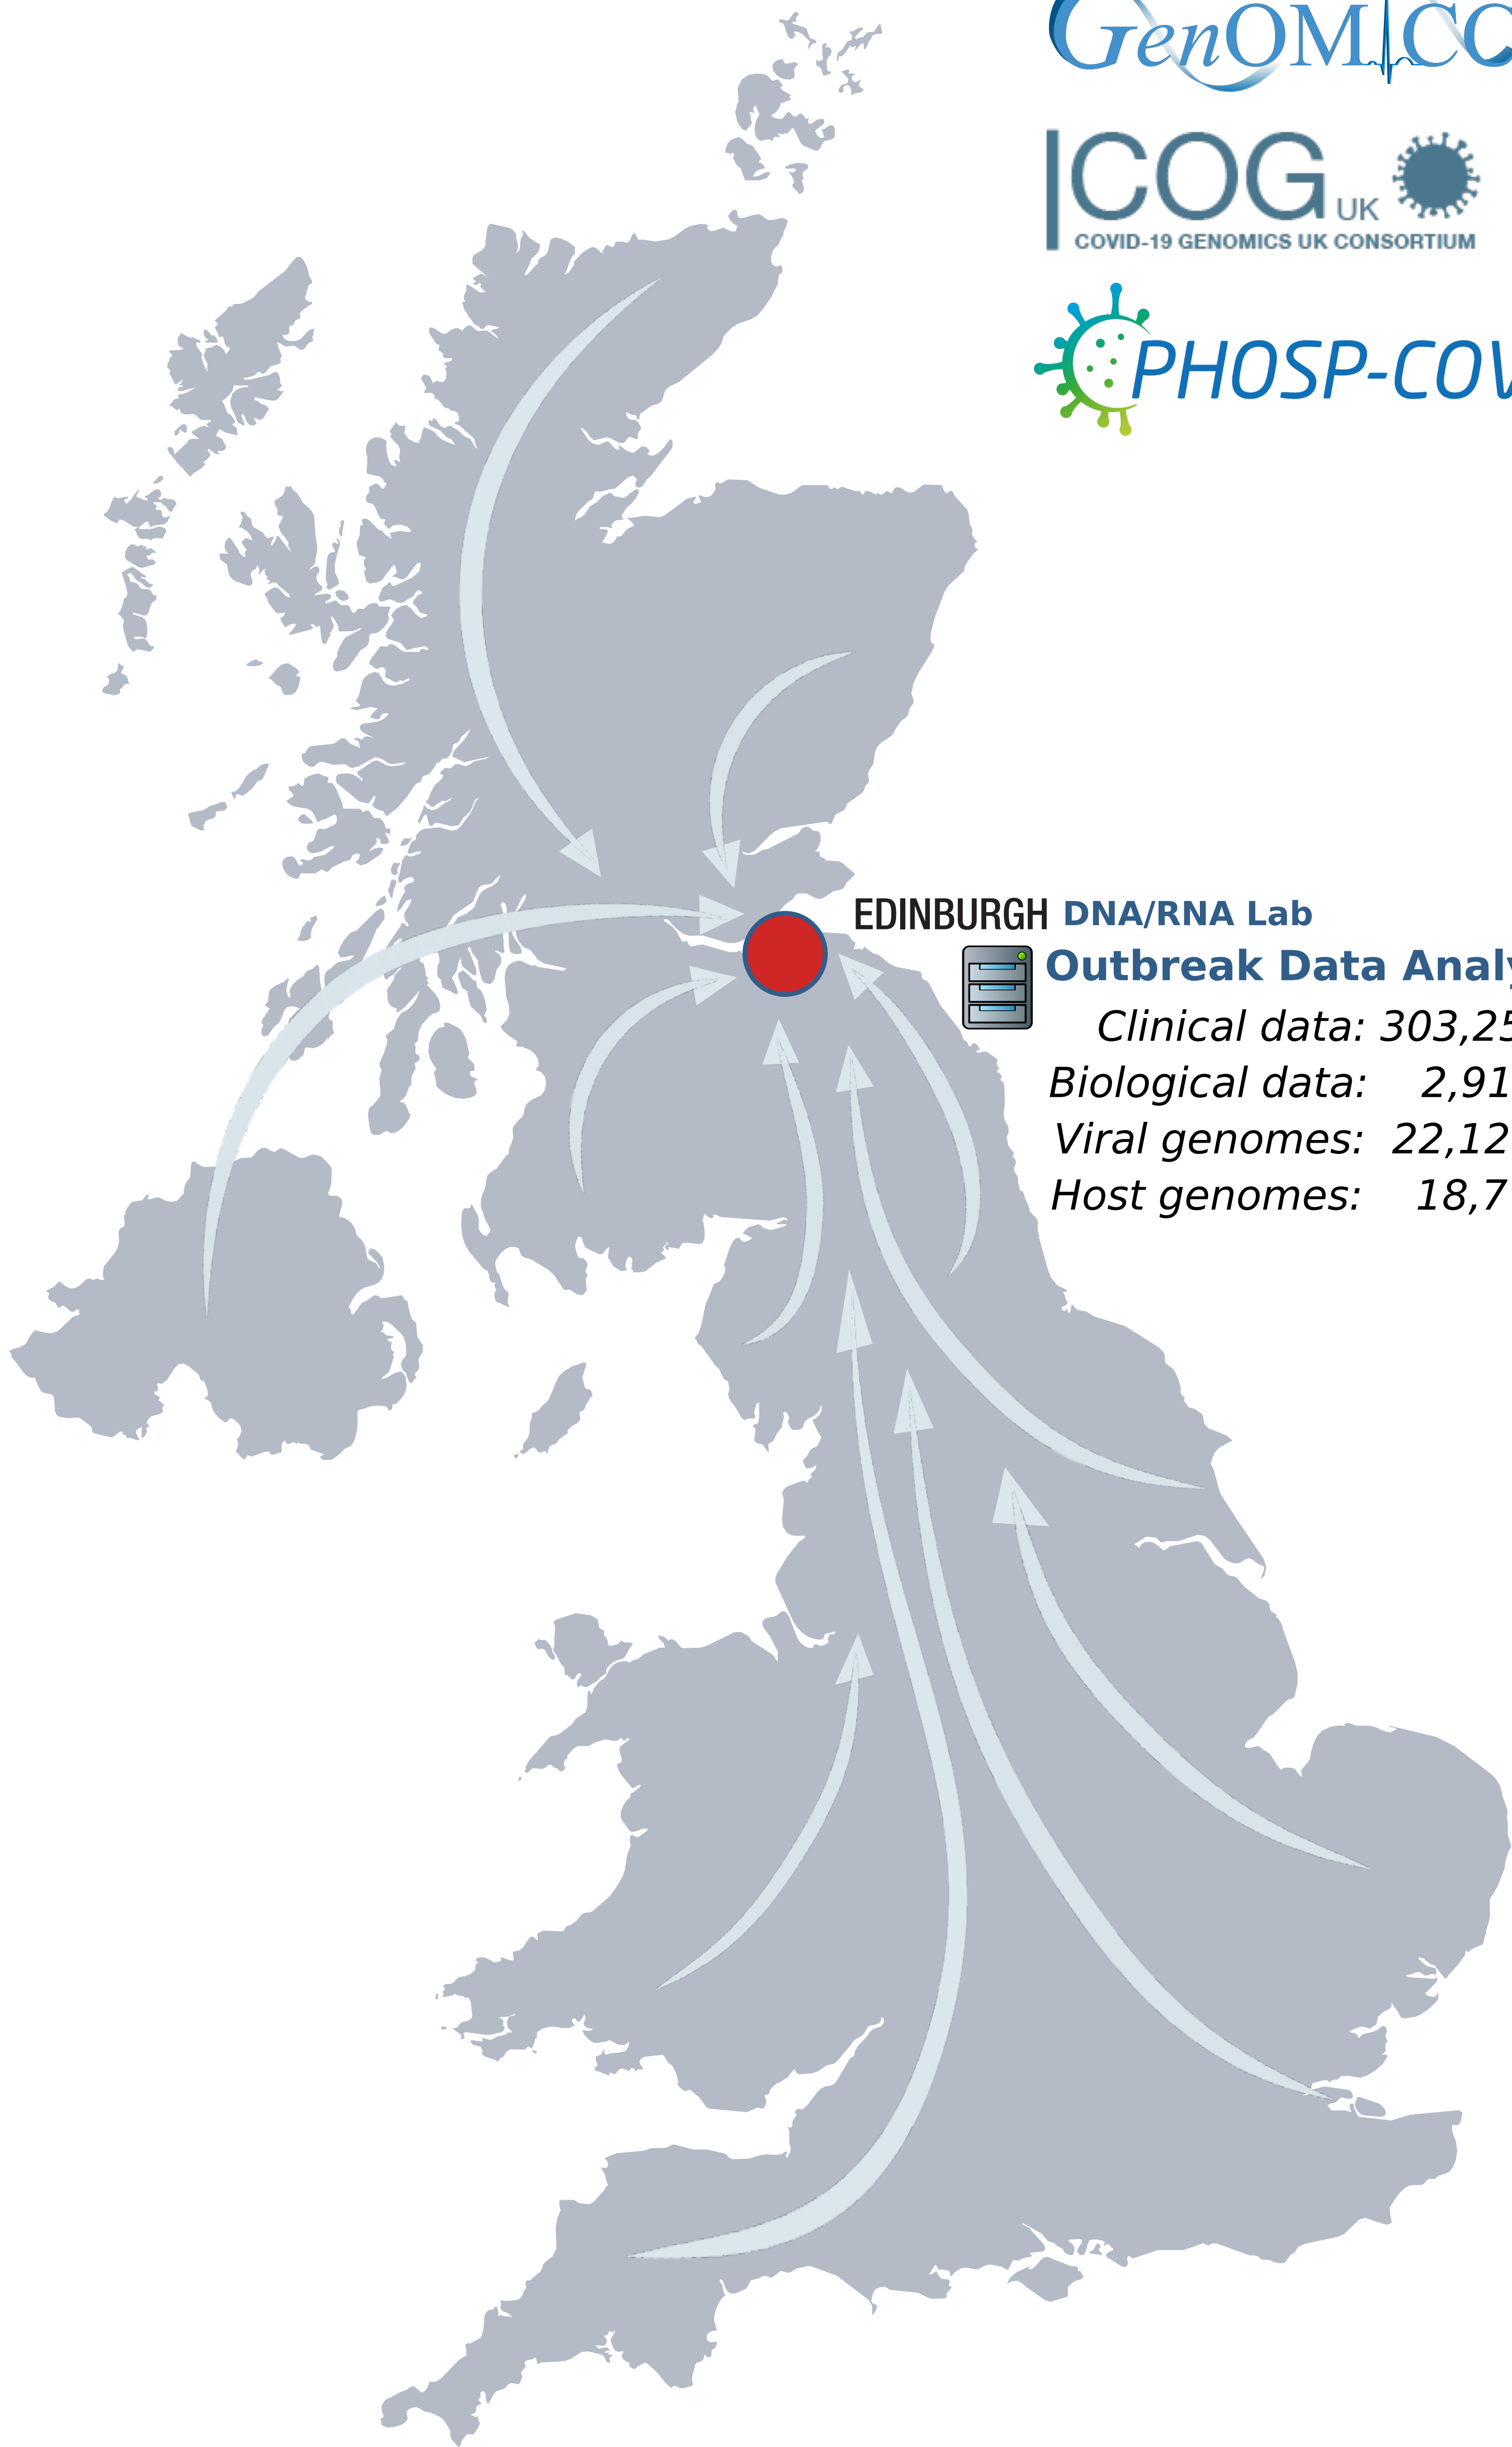 GenOMICC
COG UK
COVID-19 GENOMICS UK CONSORTIUM
PHOSP-COV
EDINBURGH DNA/RNA Lab
Outbreak Data Analy
Clinical data: 303,25
Biological data: 2,91
Viral genomes: 22,12
Host genomes: 18,7